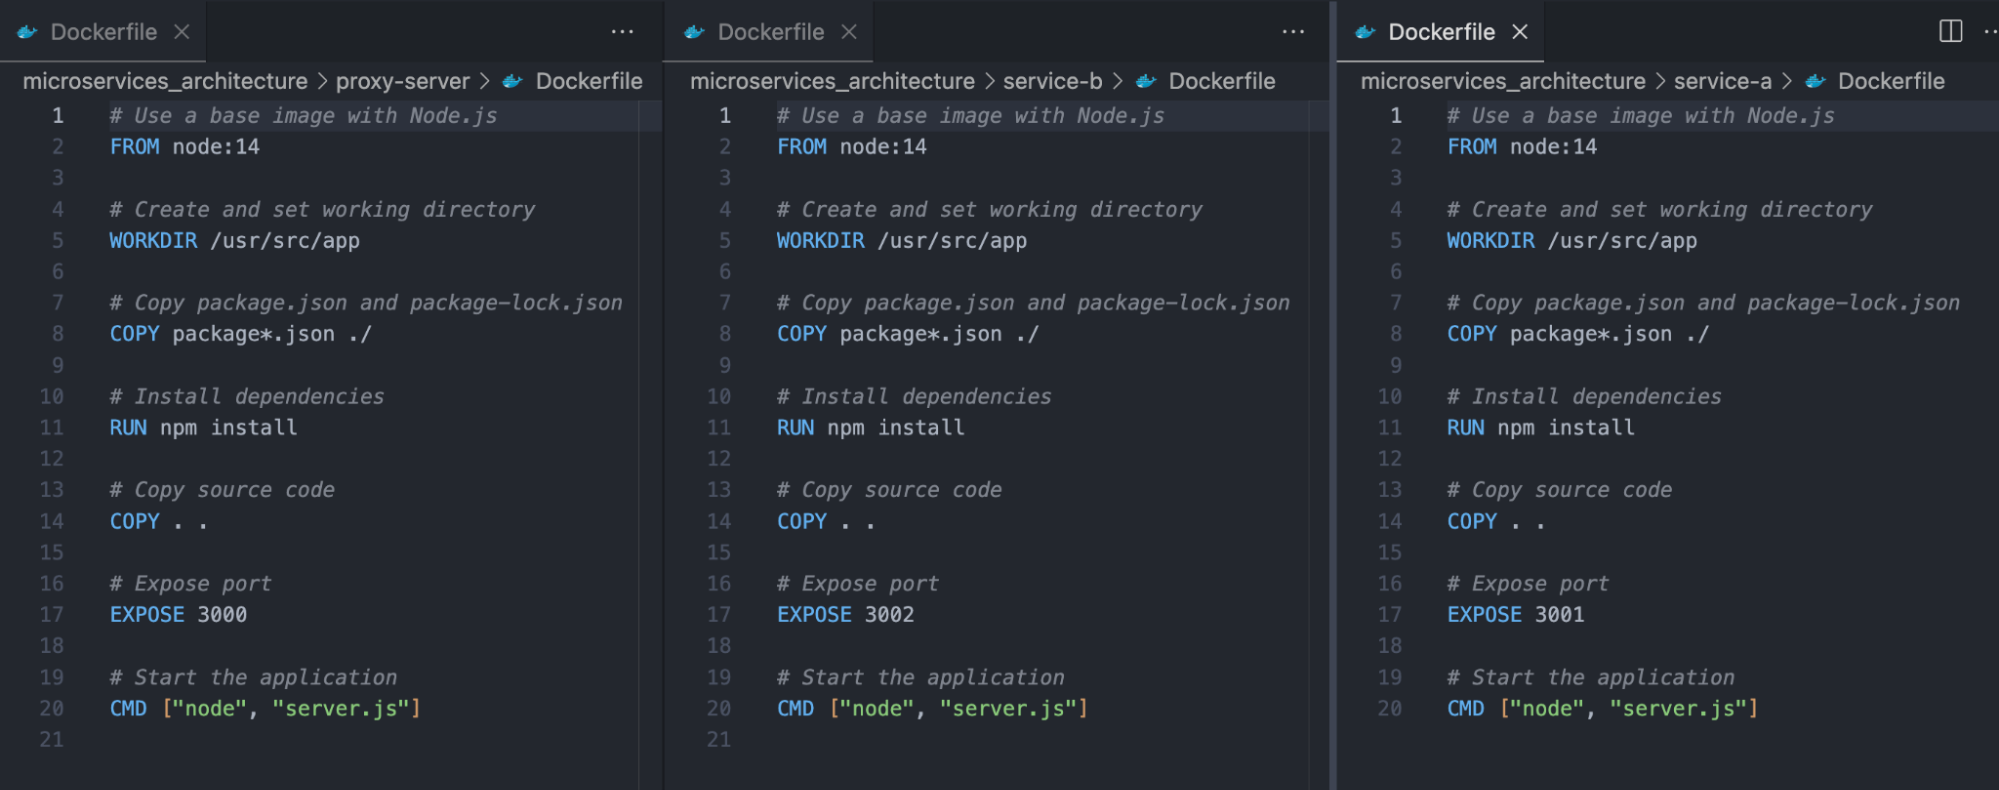 Dockerfile
microservices_architecture > proxy-server > Dockerfile
1 # Use a base image with Node.js
2 FROM node:14
3
4 # Create and set working directory
5 WORKDIR /usr/src/app
6
7 # Copy package.json and package-lock.json
8 COPY package*.json ./
9
10 # Install dependencies
11 RUN npm install
12
13 # Copy source code
14 COPY . .
15
16 # Expose port
17 EXPOSE 3000
18
19 # Start the application
20 CMD ["node", "server.js"]
21
Dockerfile
microservices_architecture > service-b > Dockerfile
1 # Use a base image with Node.js
2 FROM node:14
3
4 # Create and set working directory
5 WORKDIR /usr/src/app
6
7 # Copy package.json and package-lock.json
8 COPY package*.json ./
9
10 # Install dependencies
11 RUN npm install
12
13 # Copy source code
14 COPY . .
15
16 # Expose port
17 EXPOSE 3002
18
19 # Start the application
20 CMD ["node", "server.js"]
21
Dockerfile
microservices_architecture > service-a > Dockerfile
1 # Use a base image with Node.js
2 FROM node:14
3
4 # Create and set working directory
5 WORKDIR /usr/src/app
6
7 # Copy package.json and package-lock.json
8 COPY package*.json ./
9
10 # Install dependencies
11 RUN npm install
12
13 # Copy source code
14 COPY . .
15
16 # Expose port
17 EXPOSE 3001
18
19 # Start the application
20 CMD ["node", "server.js"]